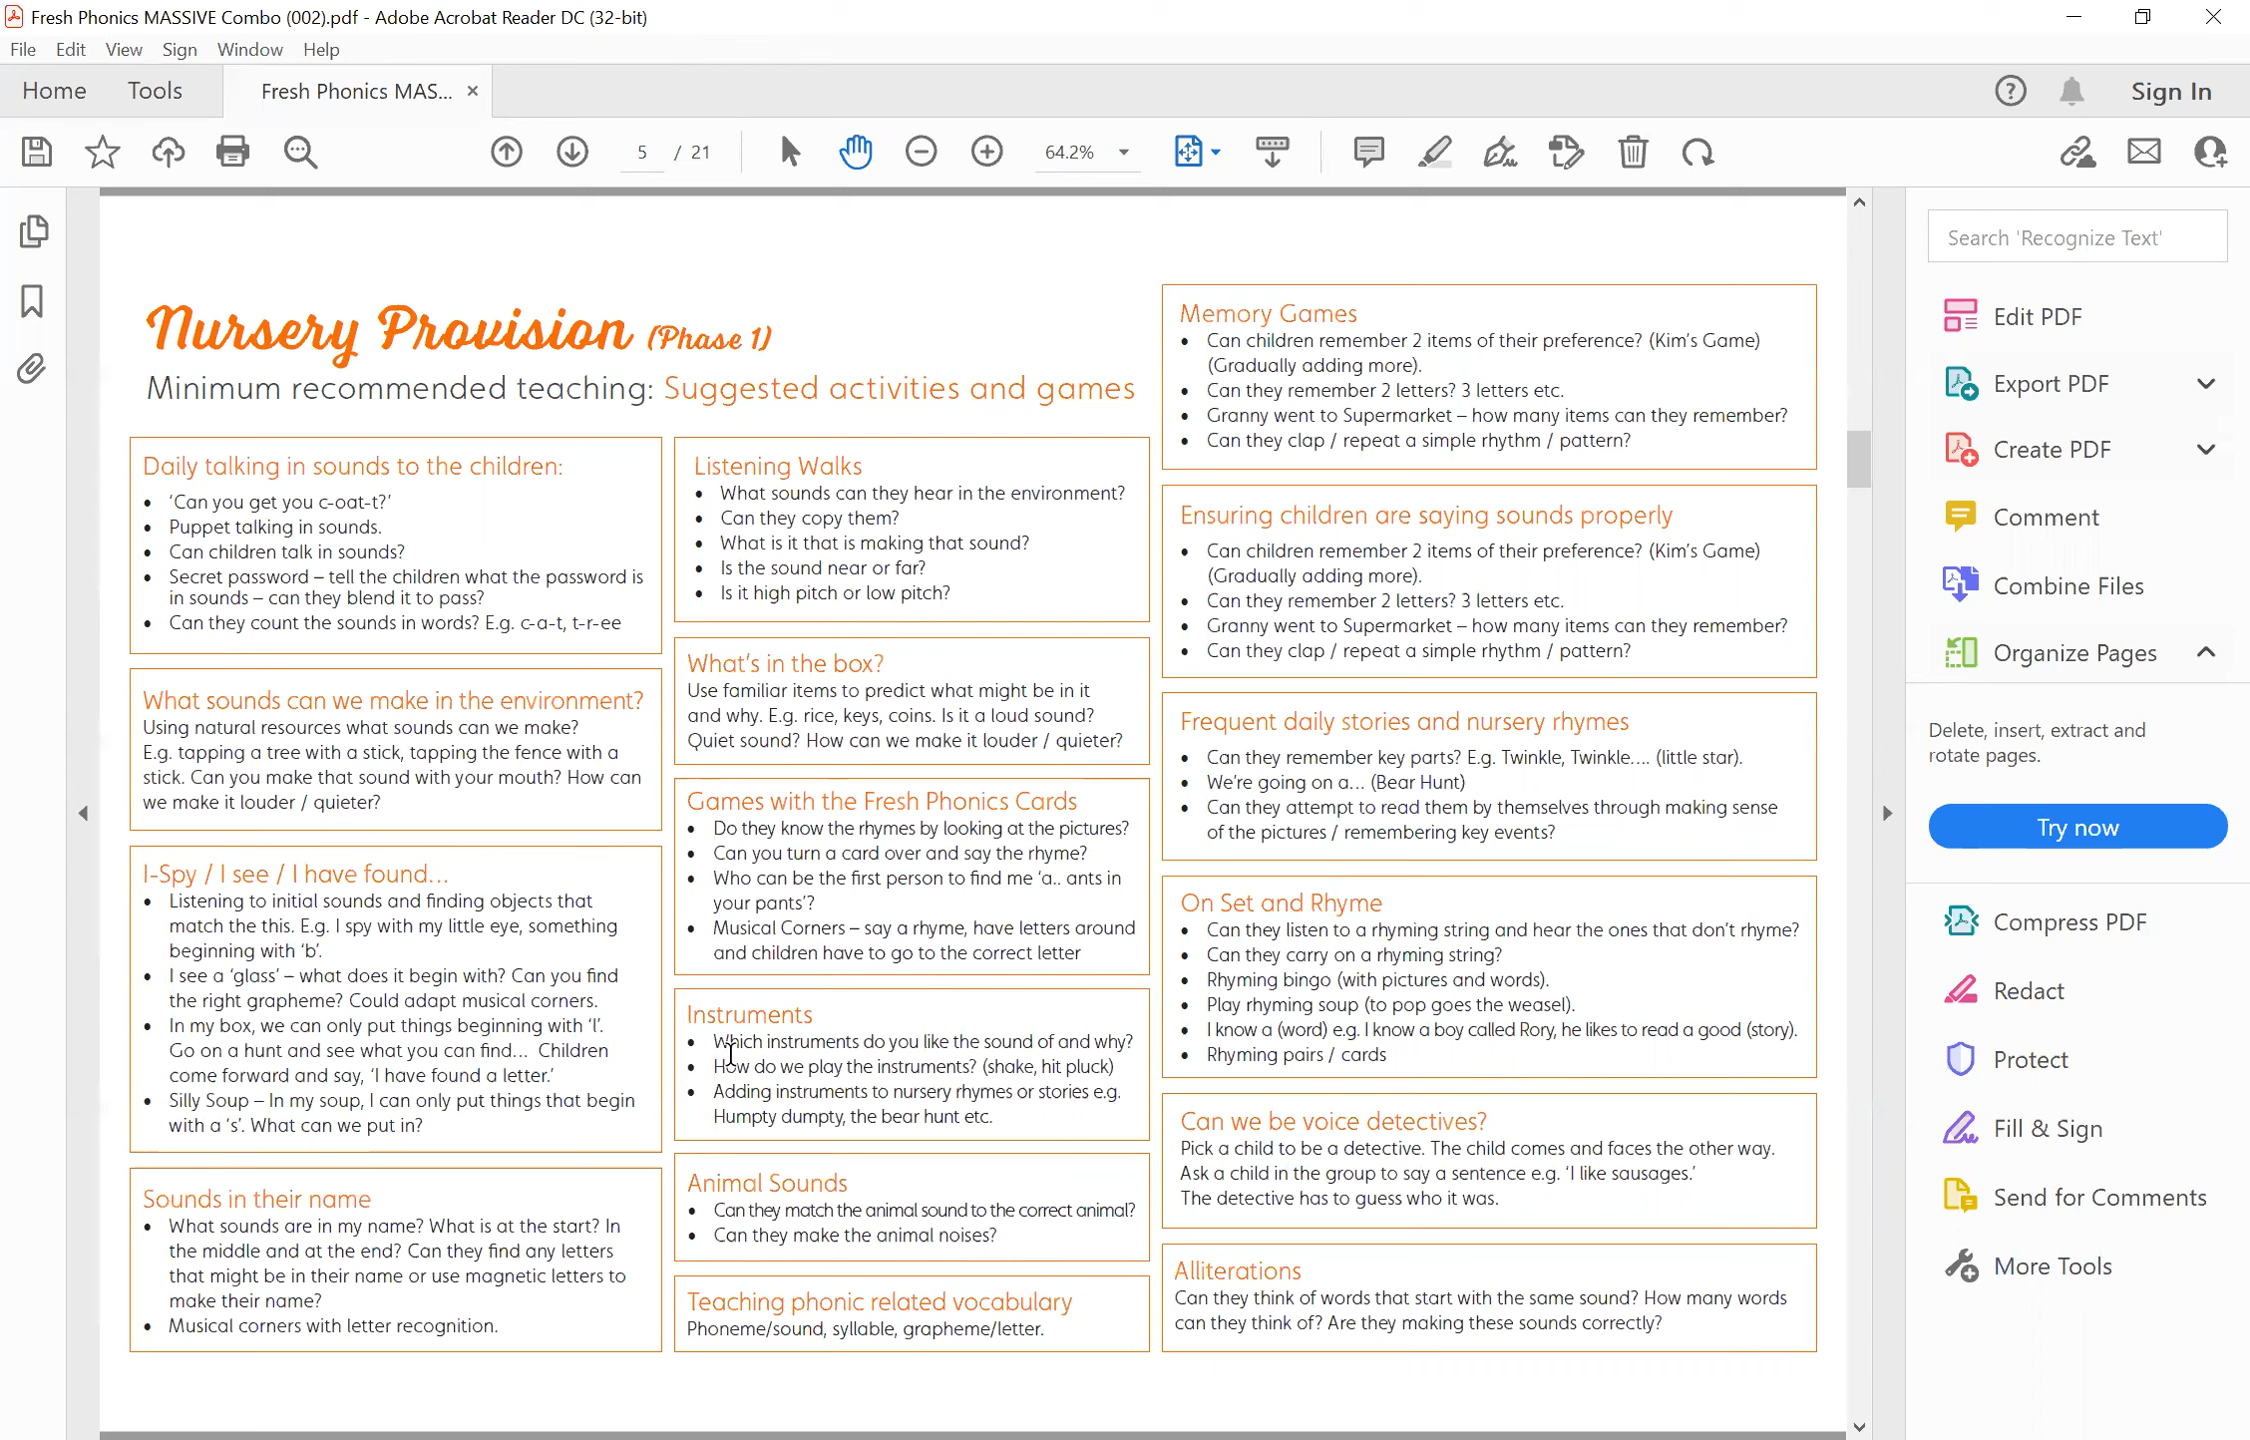 Fresh Phonics MASSIVE Combo (002).pdf - Adobe Acrobat Reader DC (32-bit)
File Edit View Sign Window Help
Home Tools Fresh Phonics MAS... × Sign In
5 / 21 64.2%
Nursery Provision (Phase 1)
Minimum recommended teaching: Suggested activities and games
Daily talking in sounds to the children:
• 'Can you get you c-oat-t?'
• Puppet talking in sounds.
• Can children talk in sounds?
• Secret password – tell the children what the password is
in sounds – can they blend it to pass?
• Can they count the sounds in words? E.g. c-a-t, t-r-ee
What sounds can we make in the environment?
Using natural resources what sounds can we make?
E.g. tapping a tree with a stick, tapping the fence with a
stick. Can you make that sound with your mouth? How can
we make it louder / quieter?
I-Spy / I see / I have found...
• Listening to initial sounds and finding objects that
match the this. E.g. I spy with my little eye, something
beginning with 'b'.
• I see a 'glass' – what does it begin with? Can you find
the right grapheme? Could adapt musical corners.
• In my box, we can only put things beginning with 'l'.
Go on a hunt and see what you can find... Children
come forward and say, 'I have found a letter.'
• Silly Soup – In my soup, I can only put things that begin
with a 's'. What can we put in?
Sounds in their name
• What sounds are in my name? What is at the start? In
the middle and at the end? Can they find any letters
that might be in their name or use magnetic letters to
make their name?
• Musical corners with letter recognition.
Listening Walks
• What sounds can they hear in the environment?
• Can they copy them?
• What is it that is making that sound?
• Is the sound near or far?
• Is it high pitch or low pitch?
What's in the box?
Use familiar items to predict what might be in it
and why. E.g. rice, keys, coins. Is it a loud sound?
Quiet sound? How can we make it louder / quieter?
Games with the Fresh Phonics Cards
• Do they know the rhymes by looking at the pictures?
• Can you turn a card over and say the rhyme?
• Who can be the first person to find me 'a.. ants in
your pants'?
• Musical Corners – say a rhyme, have letters around
and children have to go to the correct letter
Instruments
• Which instruments do you like the sound of and why?
• How do we play the instruments? (shake, hit pluck)
• Adding instruments to nursery rhymes or stories e.g.
Humpty dumpty, the bear hunt etc.
Animal Sounds
• Can they match the animal sound to the correct animal?
• Can they make the animal noises?
Teaching phonic related vocabulary
Phoneme/sound, syllable, grapheme/letter.
Memory Games
• Can children remember 2 items of their preference? (Kim's Game)
(Gradually adding more).
• Can they remember 2 letters? 3 letters etc.
• Granny went to Supermarket – how many items can they remember?
• Can they clap / repeat a simple rhythm / pattern?
Ensuring children are saying sounds properly
• Can children remember 2 items of their preference? (Kim's Game)
(Gradually adding more).
• Can they remember 2 letters? 3 letters etc.
• Granny went to Supermarket – how many items can they remember?
• Can they clap / repeat a simple rhythm / pattern?
Frequent daily stories and nursery rhymes
• Can they remember key parts? E.g. Twinkle, Twinkle.... (little star).
• We're going on a... (Bear Hunt)
• Can they attempt to read them by themselves through making sense
of the pictures / remembering key events?
On Set and Rhyme
• Can they listen to a rhyming string and hear the ones that don't rhyme?
• Can they carry on a rhyming string?
• Rhyming bingo (with pictures and words).
• Play rhyming soup (to pop goes the weasel).
• I know a (word) e.g. I know a boy called Rory, he likes to read a good (story).
• Rhyming pairs / cards
Can we be voice detectives?
Pick a child to be a detective. The child comes and faces the other way.
Ask a child in the group to say a sentence e.g. 'I like sausages.'
The detective has to guess who it was.
Alliterations
Can they think of words that start with the same sound? How many words
can they think of? Are they making these sounds correctly?
Search 'Recognize Text'
Edit PDF
Export PDF
Create PDF
Comment
Combine Files
Organize Pages
Delete, insert, extract and
rotate pages.
Try now
Compress PDF
Redact
Protect
Fill & Sign
Send for Comments
More Tools